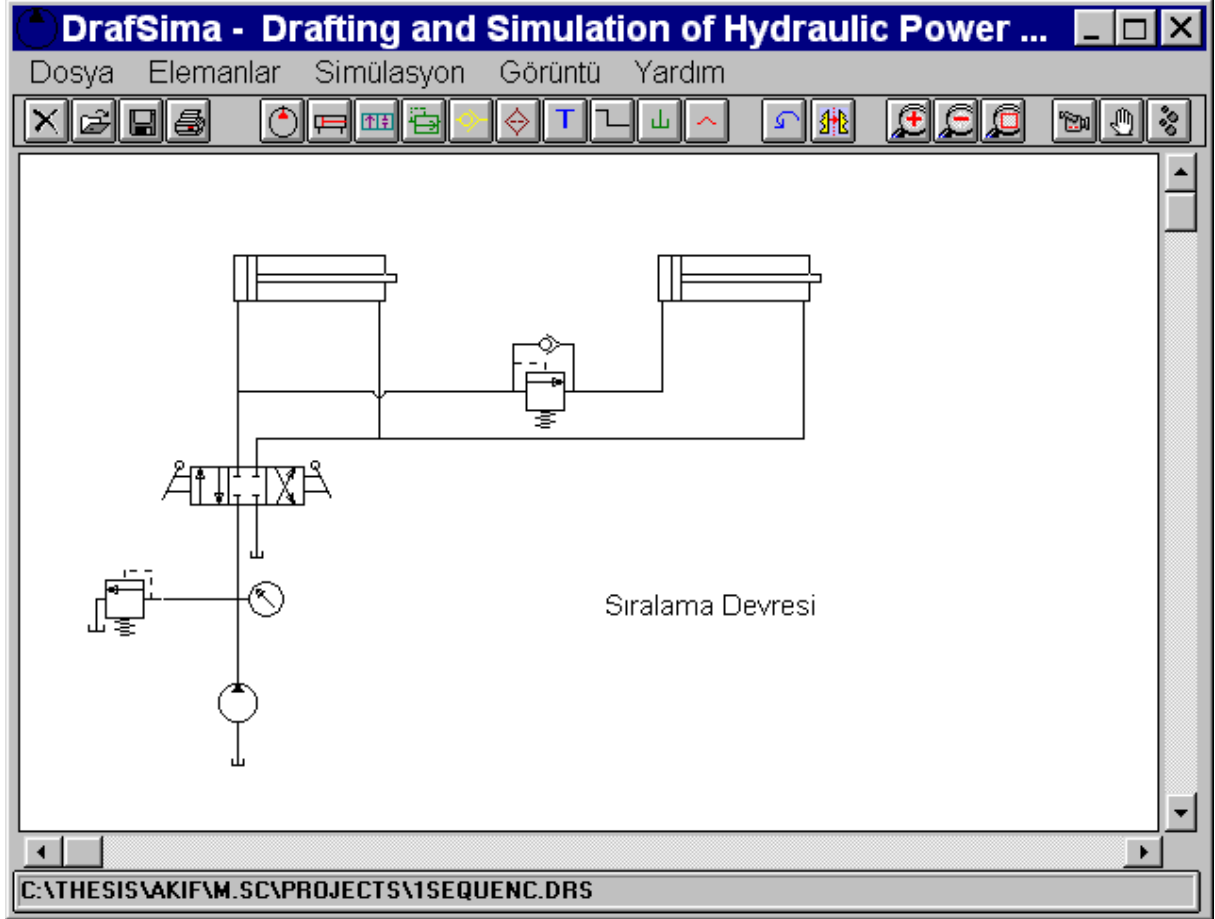 DrafSima - Drafting and Simulation of Hydraulic Power ...
Dosya Elemanlar Simülasyon Görüntü Yardım
T
Sıralama Devresi
C:\THESIS\AKIF\M.SC\PROJECTS\1SEQUENC.DRS